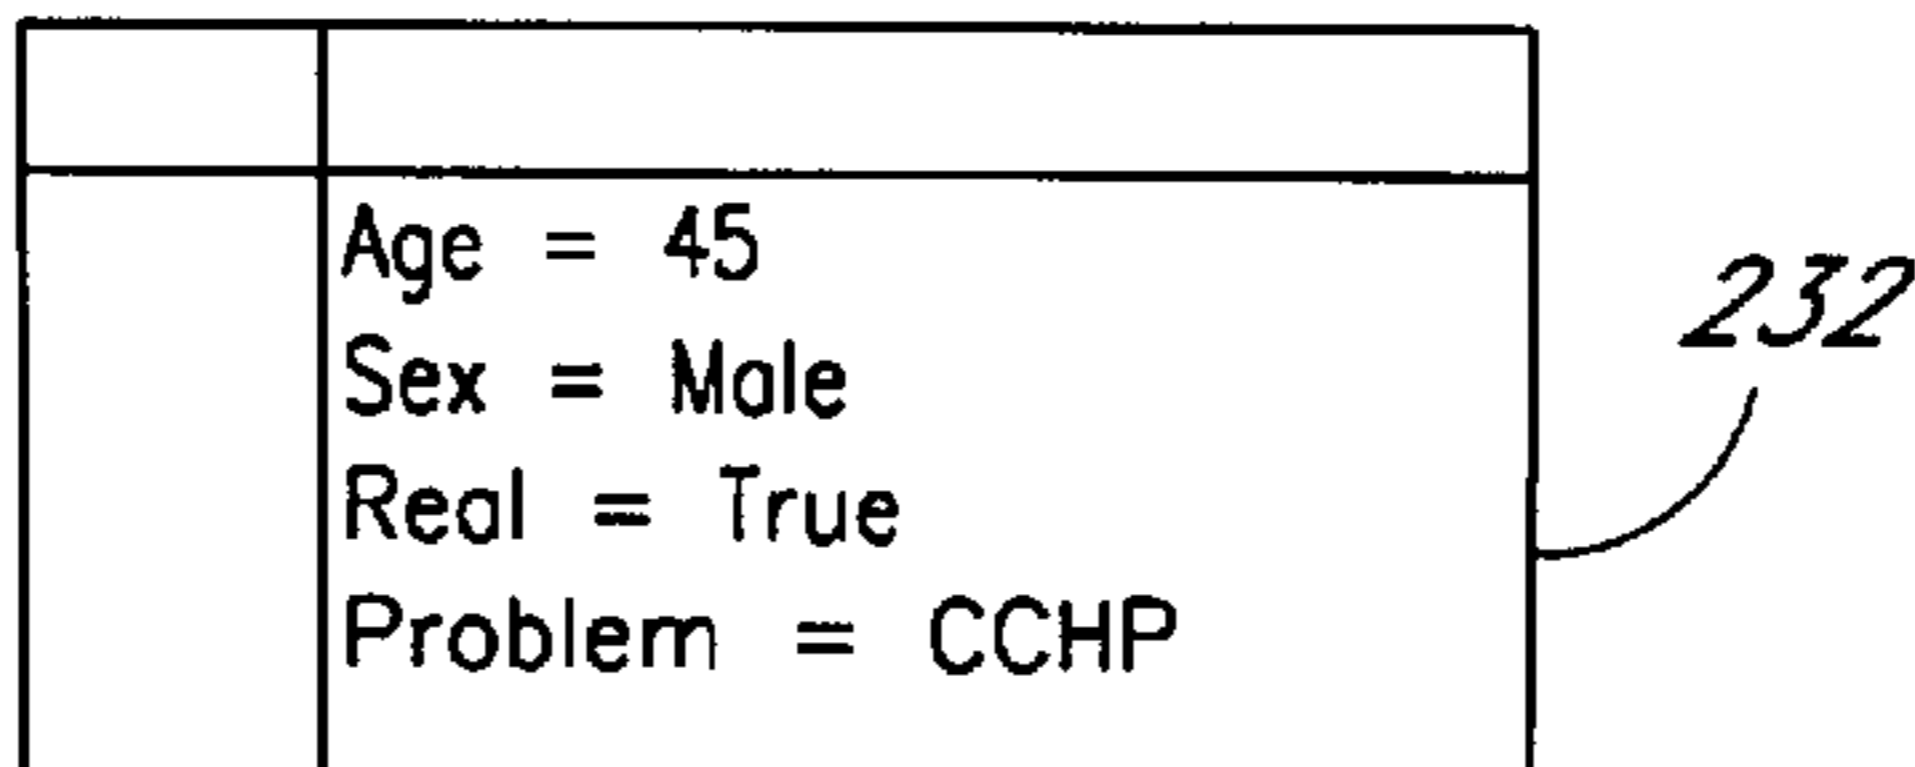 Age = 45
232
Sex = Male
Real = True
Problem = CCHP